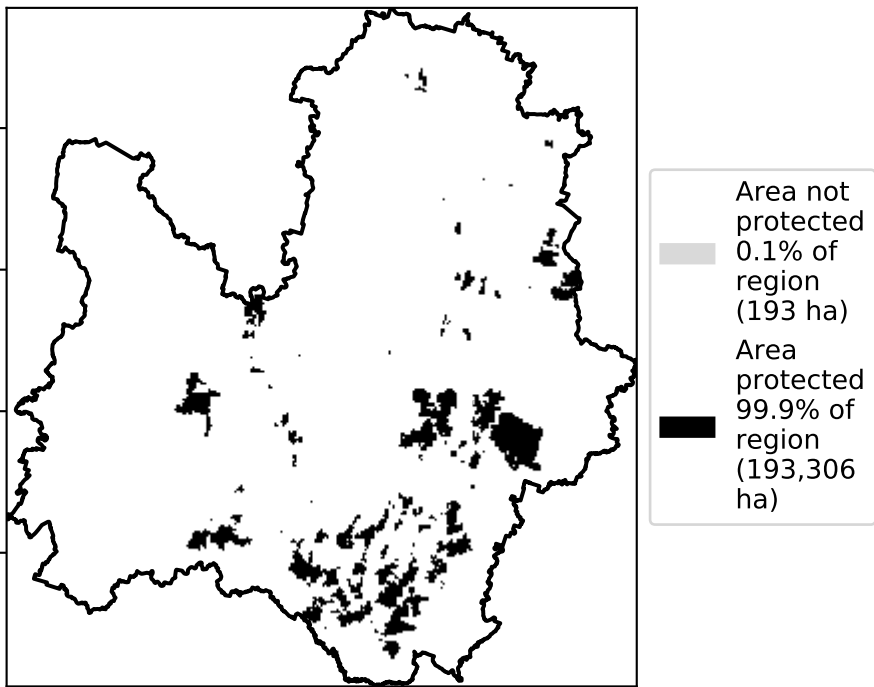 Area not
protected
0.1% of
region
(193 ha)
Area
protected
99.9% of
region
(193,306
ha)